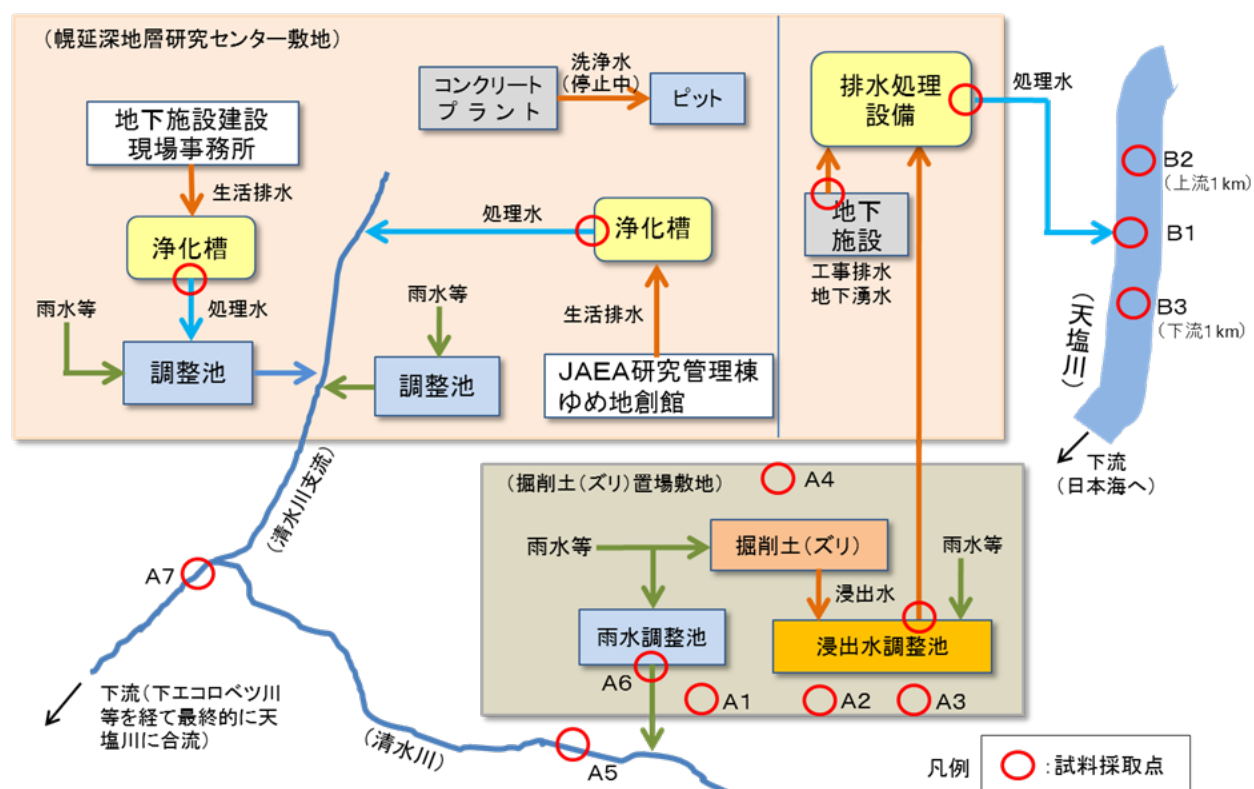 (幌延深地層研究センター敷地)
地下施設建設
現場事務所
生活排水
浄化槽
処理水
雨水等
調整池
コンクリート
プラント
洗浄水
(停止中)
ピット
処理水
浄化槽
雨水等
調整池
生活排水
JAEA研究管理棟
ゆめ地創館
排水処理
設備
処理水
地下
施設
工事排水
地下湧水
B2
(上流1km)
B1
B3
(下流1km)
(天塩川)
下流
(日本海へ)
(清水川支流)
(掘削土(ズリ)置場敷地)
A4
雨水等
掘削土(ズリ)
雨水等
浸出水
雨水調整池
浸出水調整池
A6
A1
A2
A3
A7
下流(下エコロベツ川
等を経て最終的に天
塩川に合流)
(清水川)
A5
凡例
:試料採取点